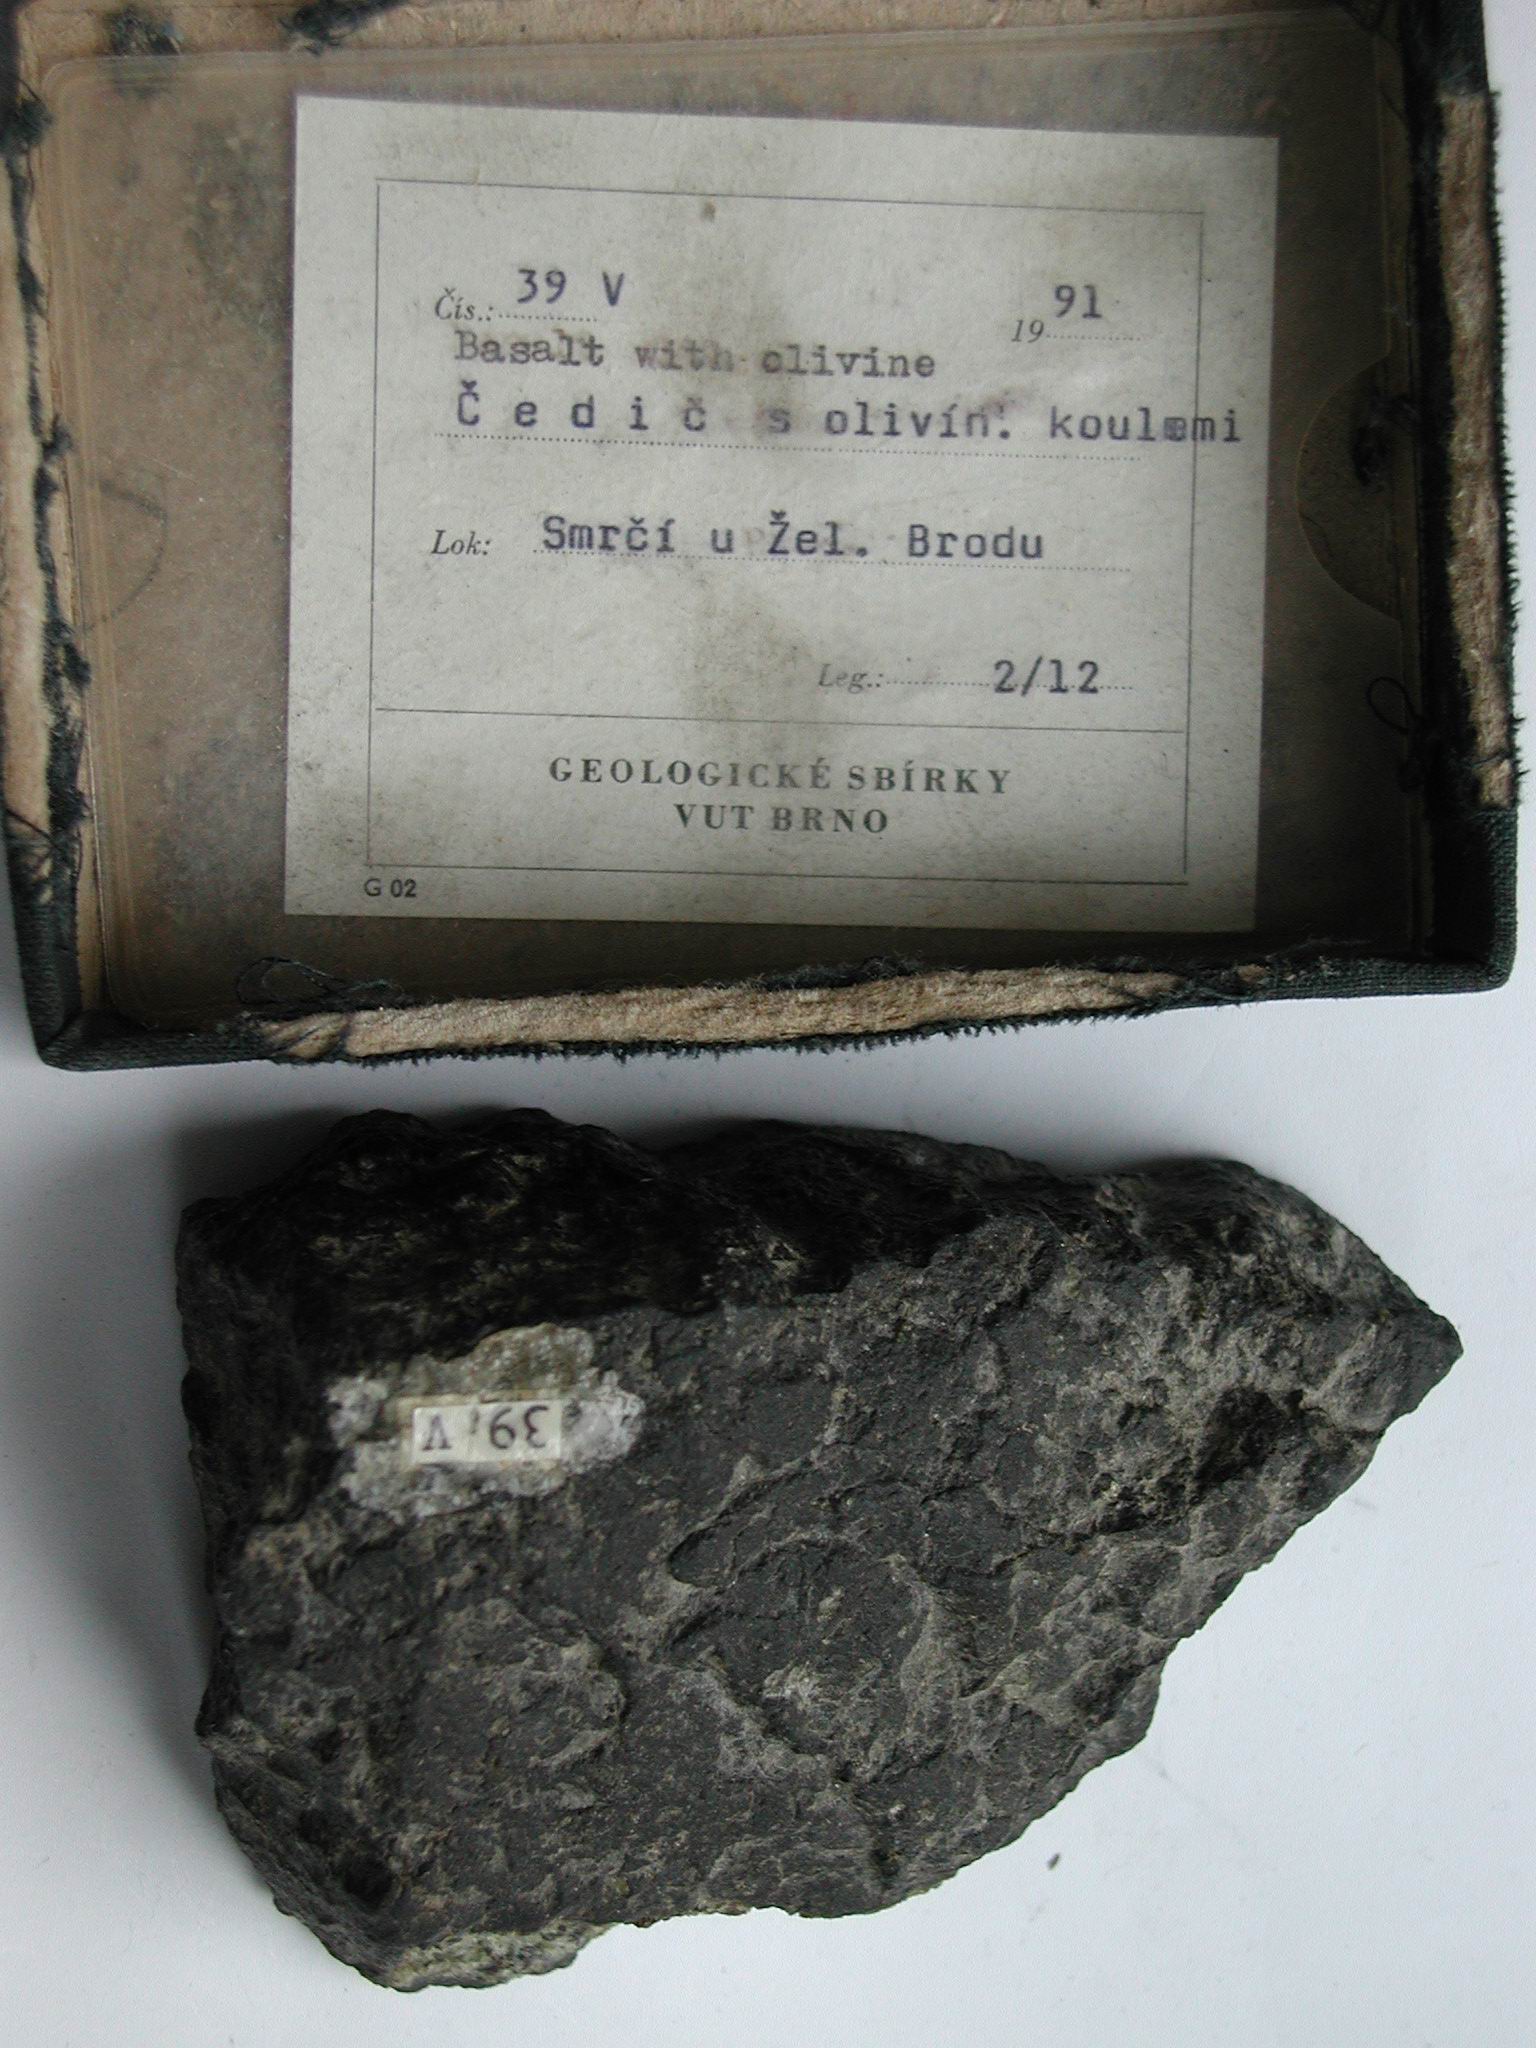 Čís.: 39 V 19 91
Basalt with olivine
Čedič s olivín. koulemi
Lok: Smrčí u Žel. Brodu
Leg.: 2/12
GEOLOGICKÉ SBÍRKY
VUT BRNO
G 02
39 V